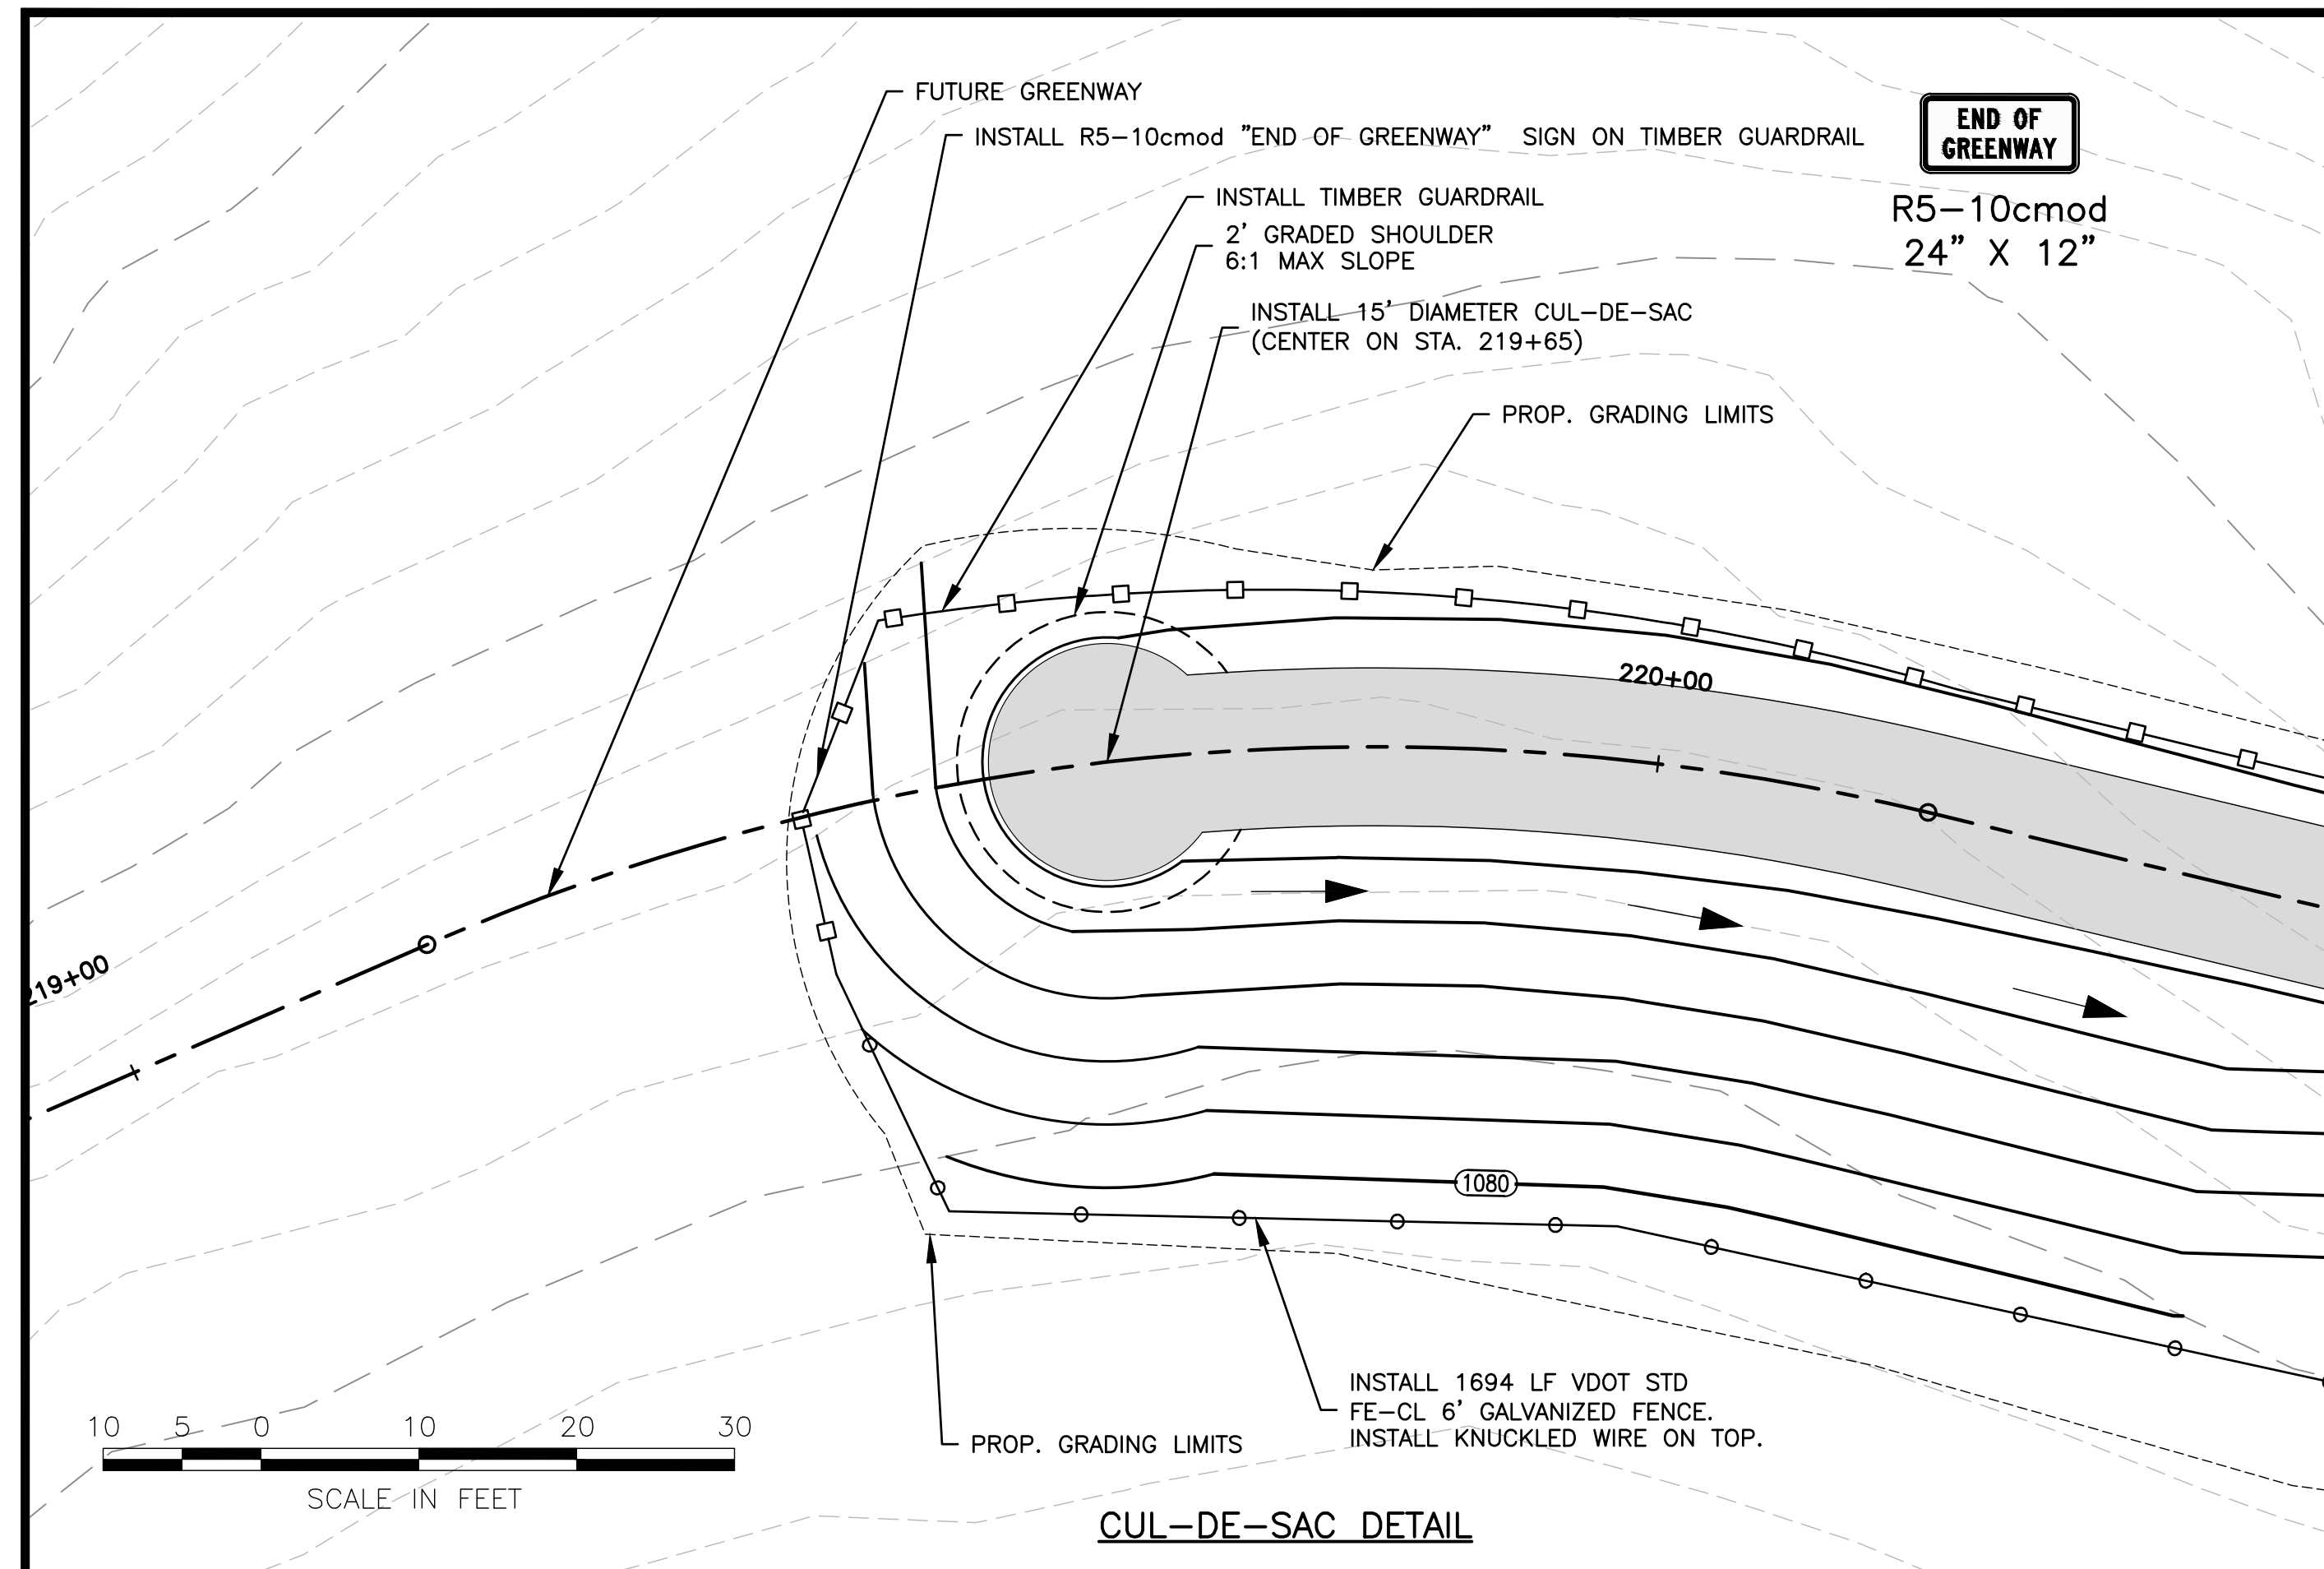 FUTURE GREENWAY
INSTALL R5-10cmod "END OF GREENWAY" SIGN ON TIMBER GUARDRAIL
END OF
GREENWAY
R5-10cmod
24" X 12"
INSTALL TIMBER GUARDRAIL
2' GRADED SHOULDER
6:1 MAX SLOPE
INSTALL 15' DIAMETER CUL-DE-SAC
(CENTER ON STA. 219+65)
PROP. GRADING LIMITS
220+00
219+00
1080
INSTALL 1694 LF VDOT STD
FE-CL 6' GALVANIZED FENCE.
INSTALL KNUCKLED WIRE ON TOP.
PROP. GRADING LIMITS
10 5 0 10 20 30
SCALE IN FEET
CUL-DE-SAC DETAIL